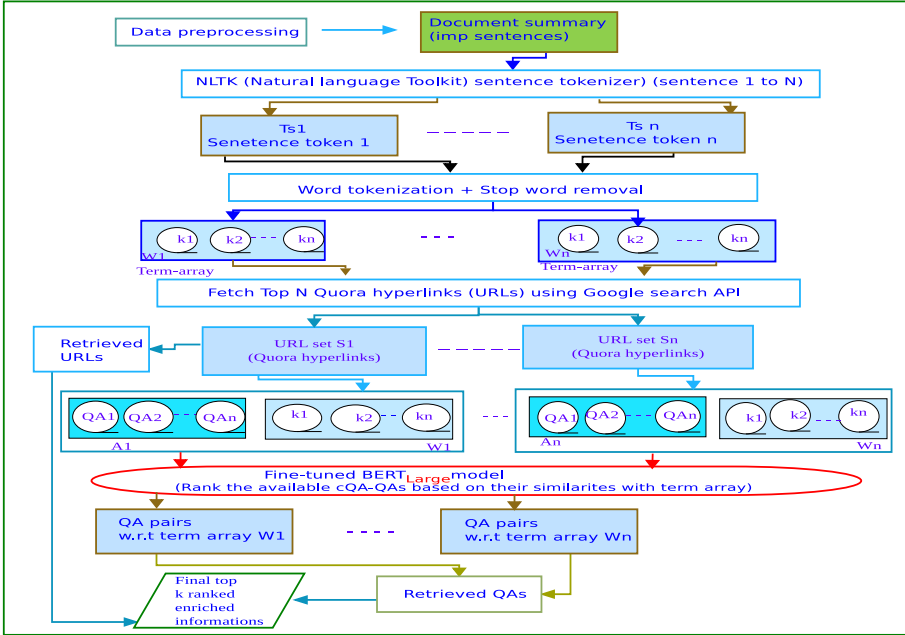 Data preprocessing
Document summary
(imp sentences)
NLTK (Natural language Toolkit) sentence tokenizer) (sentence 1 to N)
Ts1
Senetence token 1
Ts n
Senetence token n
Word tokenization + Stop word removal
k1 k2 kn
W1
Term-array
k1 k2 kn
Wn
Term-array
Fetch Top N Quora hyperlinks (URLs) using Google search API
Retrieved
URLs
URL set S1
(Quora hyperlinks)
URL set Sn
(Quora hyperlinks)
QA1 QA2 QAn
A1
k1 k2 kn
W1
QA1 QA2 QAn
An
k1 k2 kn
Wn
Fine-tuned BERT Large model
(Rank the available cQA-QAs based on their similarites with term array)
QA pairs
w.r.t term array W1
QA pairs
w.r.t term array Wn
Final top
k ranked
enriched
informations
Retrieved QAs